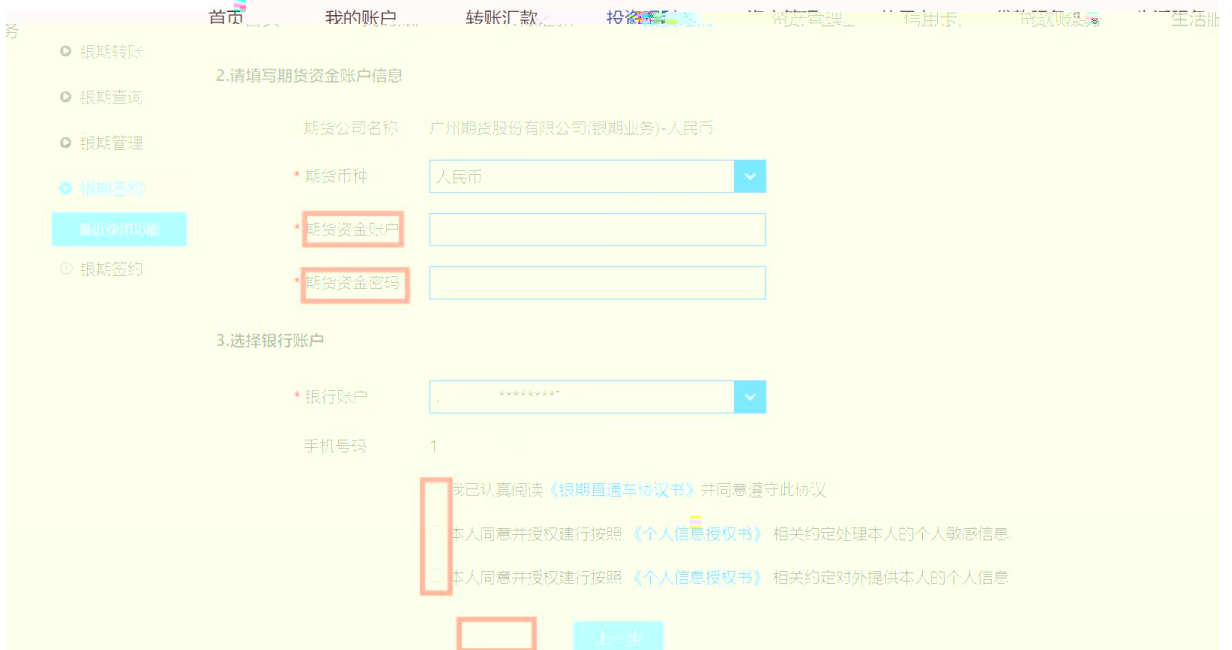 首页 我的账户 转账汇款
务
银期转账
银期查询
银期管理
银期签约
最近使用功能
银期签约
2.请填写期货资金账户信息
期货公司名称 广州期货股份有限公司(银期业务)-人民币
* 期货币种 人民币
* 期货资金账户
* 期货资金密码
3.选择银行账户
* 银行账户 ********
手机号码 1
我已认真阅读《银期直通车协议书》并同意遵守此协议
本人同意并授权建行按照 《个人信息授权书》 相关约定处理本人的个人敏感信息
本人同意并授权建行按照 《个人信息授权书》 相关约定对外提供本人的个人信息
上一步